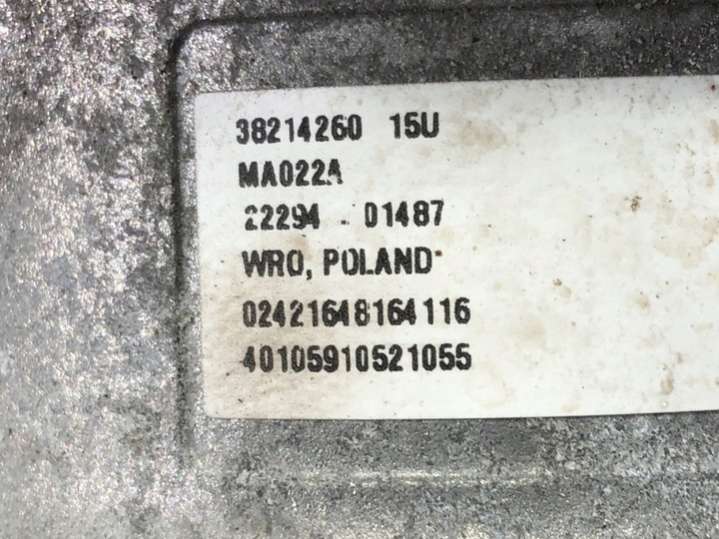 38214260 15U
MA022A
22294 - 01487
WRO, POLAND
02421648164116
40105910521055